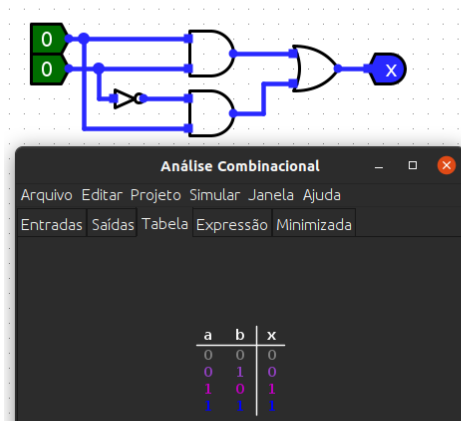 0
0
x
Análise Combinacional
Arquivo Editar Projeto Simular Janela Ajuda
Entradas Saídas Tabela Expressão Minimizada
a b x
0 0 0
0 1 0
1 0 1
1 1 1